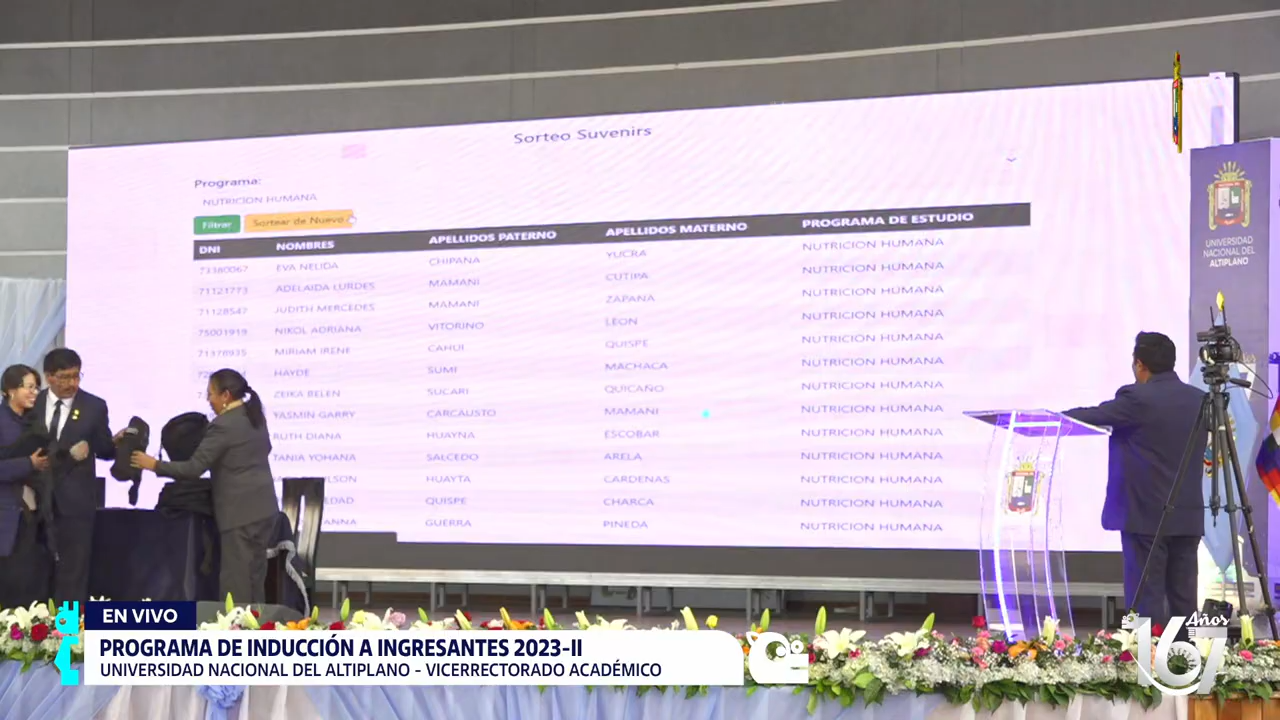 Sorteo Suvenirs
Programa:
NUTRICION HUMANA
Filtrar Sortear de Nuevo
DNI NOMBRES APELLIDOS PATERNO APELLIDOS MATERNO PROGRAMA DE ESTUDIO
73380067 EVA NELIDA CHIPANA YUCRA NUTRICION HUMANA
71121773 ADELAIDA LURDES MAMANI CUTIPA NUTRICION HUMANA
71128547 JUDITH MERCEDES MAMANI ZAPANA NUTRICION HUMANA
75001919 NIKOL ADRIANA VITORINO LEON NUTRICION HUMANA
71378935 MIRIAM IRENE CAHUI QUISPE NUTRICION HUMANA
HAYDE SUMI MACHACA NUTRICION HUMANA
ZEIKA BELEN SUCARI QUICAÑO NUTRICION HUMANA
YASMIN GARRY CARCAUSTO MAMANI NUTRICION HUMANA
RUTH DIANA HUAYNA ESCOBAR NUTRICION HUMANA
TANIA YOHANA SALCEDO ARELA NUTRICION HUMANA
HUAYTA CARDENAS NUTRICION HUMANA
QUISPE CHARCA NUTRICION HUMANA
GUERRA PINEDA NUTRICION HUMANA
UNIVERSIDAD
NACIONAL DEL
ALTIPLANO
EN VIVO
PROGRAMA DE INDUCCIÓN A INGRESANTES 2023-II
UNIVERSIDAD NACIONAL DEL ALTIPLANO - VICERRECTORADO ACADÉMICO
167 Años